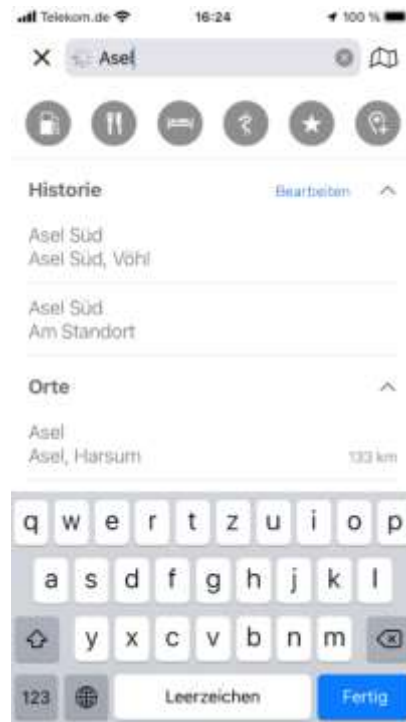 Telekom.de 16:24 100 %
Asel
Historie Bearbeiten
Asel Süd
Asel Süd, Vöhl
Asel Süd
Am Standort
Orte
Asel
Asel, Harsum 133 km
q w e r t z u i o p
a s d f g h j k l
y x c v b n m
123 Leerzeichen Fertig